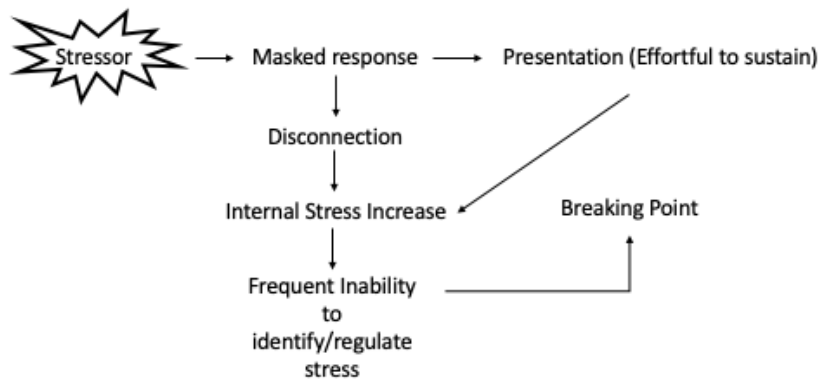 Stressor
Masked response
Presentation (Effortful to sustain)
Disconnection
Internal Stress Increase
Breaking Point
Frequent Inability
to
identify/regulate
stress